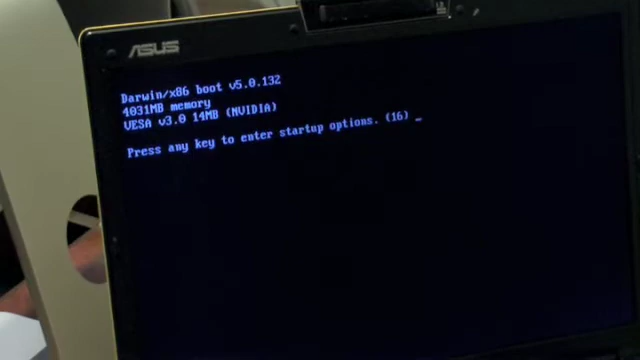 ASUS
Darwin/x86 boot v5.0.132
4031MB memory
VESA v3.0 14MB (NVIDIA)
Press any key to enter startup options. (16) _